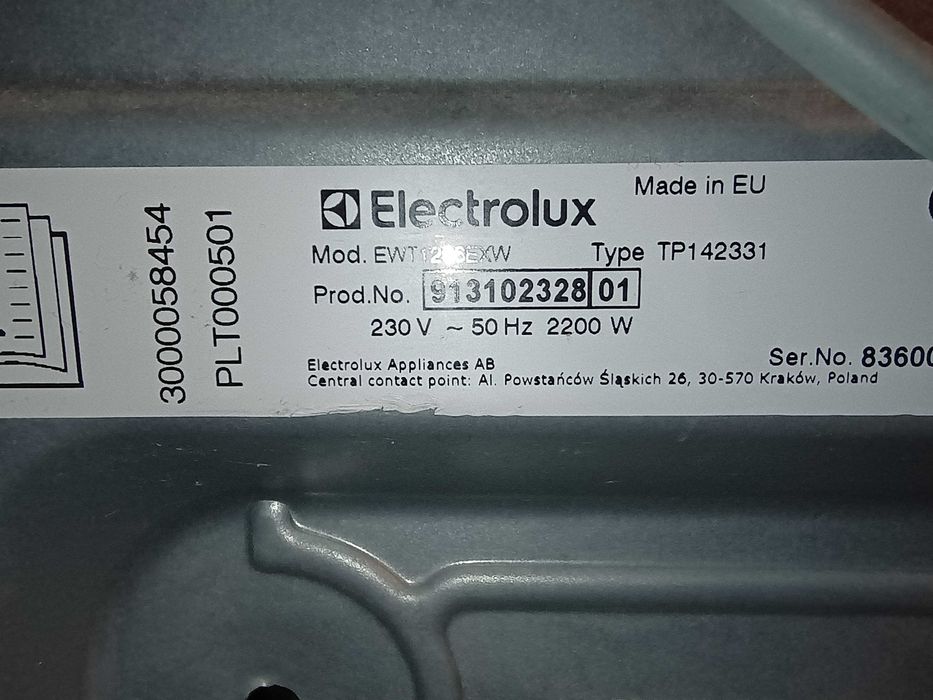 3000058454
PLT000501
Electrolux
Made in EU
Mod. Type TP142331
Prod.No. 913102328 01
230 V ~ 50 Hz 2200 W
Electrolux Appliances AB
Ser.No. 83600
Central contact point: Al. Powstańców Śląskich 26, 30-570 Kraków, Poland